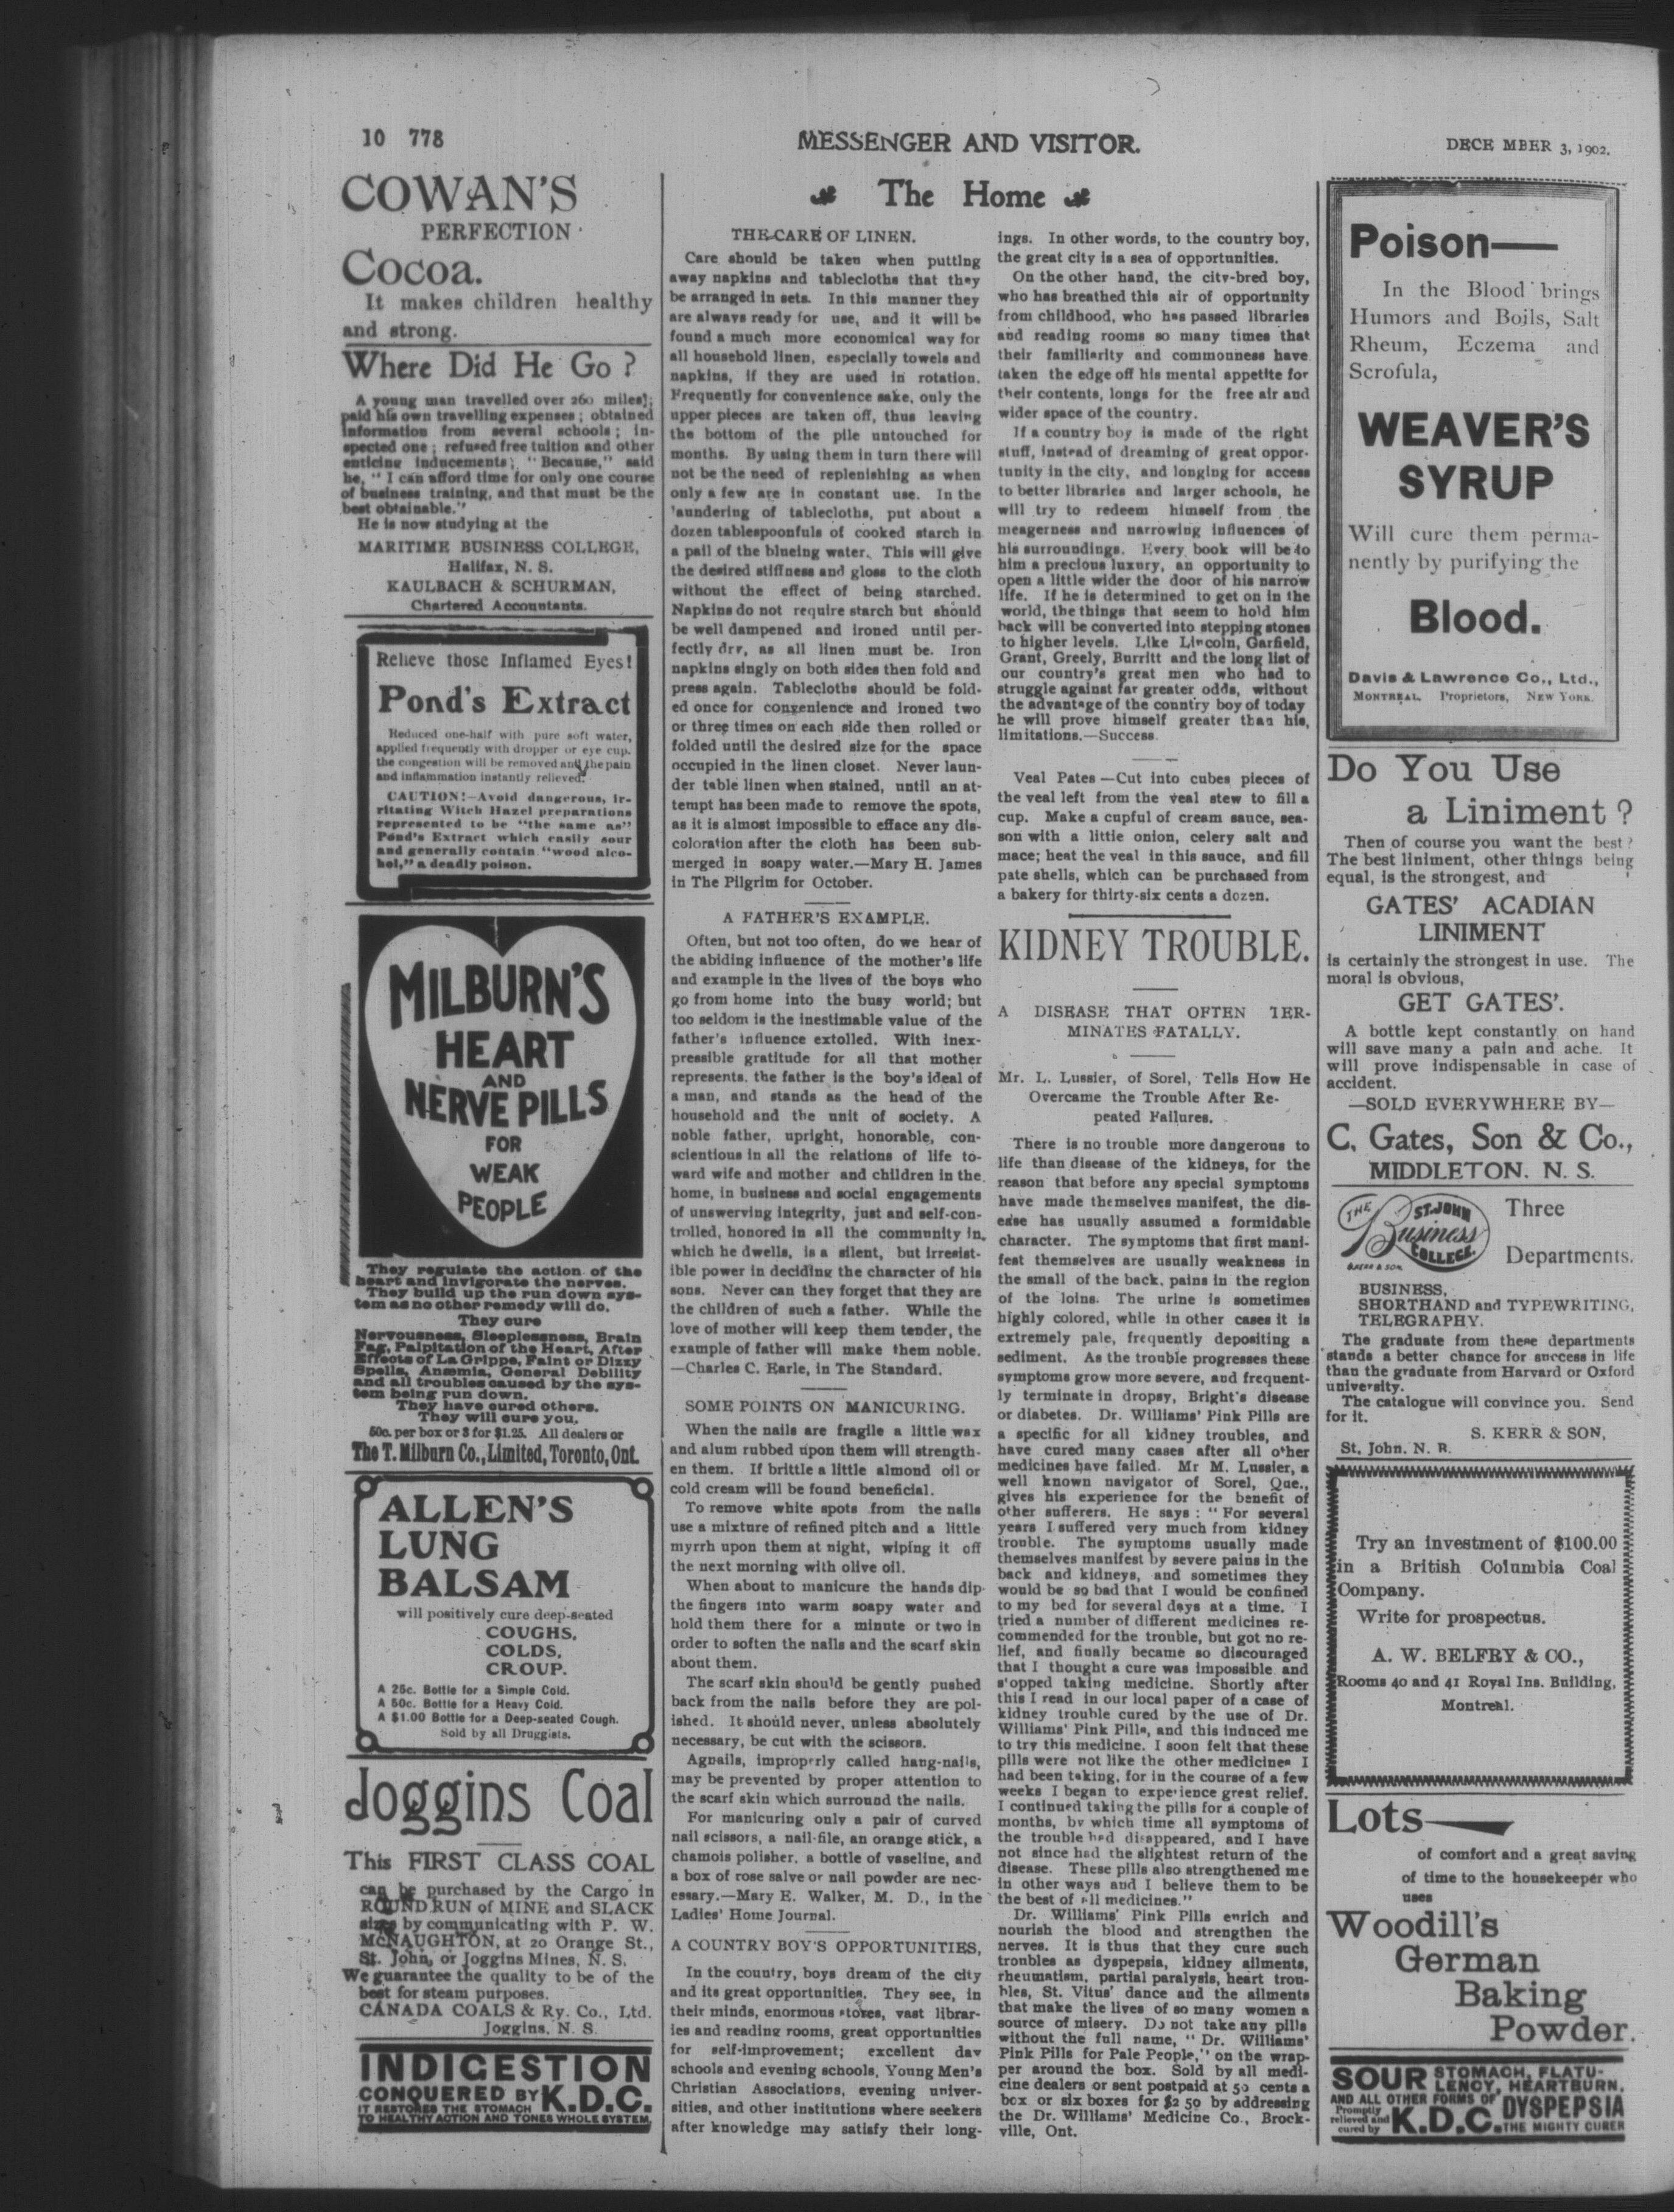 10 778
MESSENGER AND VISITOR.
DECE MBER 3, 1902.
COWAN'S
PERFECTION
Cocoa.
It makes children healthy
and strong.
Where Did He Go ?
A young man travelled over 260 miles);
paid his own travelling expenses ; obtained
information from several schools ; in-
spected one ; refused free tuition and other
enticing inducements; "Because," said
he, "I can afford time for only one course
of business training, and that must be the
best obtainable."
He is now studying at the
MARITIME BUSINESS COLLEGE,
Halifax, N. S.
KAULBACH & SCHURMAN,
Chartered Accountants.
Relieve those Inflamed Eyes!
Pond's Extract
Reduced one-half with pure soft water,
applied frequently with dropper or eye cup,
the congestion will be removed and the pain
and inflammation instantly relieved.
CAUTION!—Avoid dangerous, ir-
ritating Witch Hazel preparations
represented to be "the same as"
Pond's Extract which easily sour
and generally contain "wood alco-
hol," a deadly poison.
MILBURN'S
HEART
AND
NERVE PILLS
FOR
WEAK
PEOPLE
They regulate the action of the
heart and invigorate the nerves.
They build up the run down sys-
tem as no other remedy will do.
They cure
Nervousness, Sleeplessness, Brain
Fag, Palpitation of the Heart, After
Effects of La Grippe, Faint or Dizzy
Spells, Anæmia, General Debility
and all troubles caused by the sys-
tem being run down.
They have cured others.
They will cure you.
50c. per box or 3 for $1.25. All dealers or
The T. Milburn Co., Limited, Toronto, Ont.
ALLEN'S
LUNG
BALSAM
will positively cure deep-seated
COUGHS,
COLDS,
CROUP.
A 25c. Bottle for a Simple Cold.
A 50c. Bottle for a Heavy Cold.
A $1.00 Bottle for a Deep-seated Cough.
Sold by all Druggists.
Joggins Coal
This FIRST CLASS COAL
can be purchased by the Cargo in
ROUND RUN of MINE and SLACK
sizes by communicating with P. W.
McNAUGHTON, at 20 Orange St.,
St. John, or Joggins Mines, N. S.
We guarantee the quality to be of the
best for steam purposes.
CANADA COALS & Ry. Co., Ltd.
Joggins, N. S.
INDIGESTION
CONQUERED BY K.D.C.
IT RESTORES THE STOMACH
TO HEALTHY ACTION AND TONES WHOLE SYSTEM.
The Home
THE CARE OF LINEN.
Care should be taken when putting
away napkins and tablecloths that they
be arranged in sets. In this manner they
are always ready for use, and it will be
found a much more economical way for
all household linen, especially towels and
napkins, if they are used in rotation.
Frequently for convenience sake, only the
upper pieces are taken off, thus leaving
the bottom of the pile untouched for
months. By using them in turn there will
not be the need of replenishing as when
only a few are in constant use. In the
'aundering of tablecloths, put about a
dozen tablespoonfuls of cooked starch in
a pail of the blueing water. This will give
the desired stiffness and gloss to the cloth
without the effect of being starched.
Napkins do not require starch but should
be well dampened and ironed until per-
fectly dry, as all linen must be. Iron
napkins singly on both sides then fold and
press again. Tablecloths should be fold-
ed once for congenience and ironed two
or three times on each side then rolled or
folded until the desired size for the space
occupied in the linen closet. Never laun-
der table linen when stained, until an at-
tempt has been made to remove the spots,
as it is almost impossible to efface any dis-
coloration after the cloth has been sub-
merged in soapy water.—Mary H. James
in The Pilgrim for October.
A FATHER'S EXAMPLE.
Often, but not too often, do we hear of
the abiding influence of the mother's life
and example in the lives of the boys who
go from home into the busy world; but
too seldom is the inestimable value of the
father's influence extolled. With inex-
pressible gratitude for all that mother
represents, the father is the boy's ideal of
a man, and stands as the head of the
household and the unit of society. A
noble father, upright, honorable, con-
scientious in all the relations of life to-
ward wife and mother and children in the
home, in business and social engagements
of unswerving integrity, just and self-con-
trolled, honored in all the community in
which he dwells, is a silent, but irresist-
ible power in deciding the character of his
sons. Never can they forget that they are
the children of such a father. While the
love of mother will keep them tender, the
example of father will make them noble.
—Charles C. Earle, in The Standard.
SOME POINTS ON MANICURING.
When the nails are fragile a little wax
and alum rubbed upon them will strength-
en them. If brittle a little almond oil or
cold cream will be found beneficial.
To remove white spots from the nails
use a mixture of refined pitch and a little
myrrh upon them at night, wiping it off
the next morning with olive oil.
When about to manicure the hands dip
the fingers into warm soapy water and
hold them there for a minute or two in
order to soften the nails and the scarf skin
about them.
The scarf skin should be gently pushed
back from the nails before they are pol-
ished. It should never, unless absolutely
necessary, be cut with the scissors.
Agnails, improperly called hang-nails,
may be prevented by proper attention to
the scarf skin which surround the nails.
For manicuring only a pair of curved
nail scissors, a nail-file, an orange stick, a
chamois polisher, a bottle of vaseline, and
a box of rose salve or nail powder are nec-
essary.—Mary E. Walker, M. D., in the
Ladies' Home Journal.
A COUNTRY BOY'S OPPORTUNITIES,
In the country, boys dream of the city
and its great opportunities. They see, in
their minds, enormous stores, vast librar-
ies and reading rooms, great opportunities
for self-improvement; excellent day
schools and evening schools, Young Men's
Christian Associations, evening univer-
sities, and other institutions where seekers
after knowledge may satisfy their long-
ings. In other words, to the country boy,
the great city is a sea of opportunities.
On the other hand, the city-bred boy,
who has breathed this air of opportunity
from childhood, who has passed libraries
and reading rooms so many times that
their familiarity and commonness have
taken the edge off his mental appetite for
their contents, longs for the free air and
wider space of the country.
If a country boy is made of the right
stuff, instead of dreaming of great oppor-
tunity in the city, and longing for access
to better libraries and larger schools, he
will try to redeem himself from the
meagerness and narrowing influences of
his surroundings. Every book will be to
him a precious luxury, an opportunity to
open a little wider the door of his narrow
life. If he is determined to get on in the
world, the things that seem to hold him
back will be converted into stepping stones
to higher levels. Like Lincoln, Garfield,
Grant, Greely, Burritt and the long list of
our country's great men who had to
struggle against far greater odds, without
the advantage of the country boy of today
he will prove himself greater than his,
limitations.—Success.
Veal Pates—Cut into cubes pieces of
the veal left from the veal stew to fill a
cup. Make a cupful of cream sauce, sea-
son with a little onion, celery salt and
mace; heat the veal in this sauce, and fill
pate shells, which can be purchased from
a bakery for thirty-six cents a dozen.
KIDNEY TROUBLE.
A DISEASE THAT OFTEN TER-
MINATES FATALLY.
Mr. L. Lussier, of Sorel, Tells How He
Overcame the Trouble After Re-
peated Failures.
There is no trouble more dangerous to
life than disease of the kidneys, for the
reason that before any special symptoms
have made themselves manifest, the dis-
ease has usually assumed a formidable
character. The symptoms that first mani-
fest themselves are usually weakness in
the small of the back, pains in the region
of the loins. The urine is sometimes
highly colored, while in other cases it is
extremely pale, frequently depositing a
sediment. As the trouble progresses these
symptoms grow more severe, and frequent-
ly terminate in dropsy, Bright's disease
or diabetes. Dr. Williams' Pink Pills are
a specific for all kidney troubles, and
have cured many cases after all other
medicines have failed. Mr M. Lussier, a
well known navigator of Sorel, Que.,
gives his experience for the benefit of
other sufferers. He says : "For several
years I suffered very much from kidney
trouble. The symptoms usually made
themselves manifest by severe pains in the
back and kidneys, and sometimes they
would be so bad that I would be confined
to my bed for several days at a time. I
tried a number of different medicines re-
commended for the trouble, but got no re-
lief, and finally became so discouraged
that I thought a cure was impossible and
s'opped taking medicine. Shortly after
this I read in our local paper of a case of
kidney trouble cured by the use of Dr.
Williams' Pink Pills, and this induced me
to try this medicine. I soon felt that these
pills were not like the other medicines I
had been taking, for in the course of a few
weeks I began to experience great relief.
I continued taking the pills for a couple of
months, by which time all symptoms of
the trouble had disappeared, and I have
not since had the slightest return of the
disease. These pills also strengthened me
in other ways and I believe them to be
the best of all medicines."
Dr. Williams' Pink Pills enrich and
nourish the blood and strengthen the
nerves. It is thus that they cure such
troubles as dyspepsia, kidney ailments,
rheumatism, partial paralysis, heart trou-
bles, St. Vitus' dance and the ailments
that make the lives of so many women a
source of misery. Do not take any pills
without the full name, "Dr. Williams'
Pink Pills for Pale People," on the wrap-
per around the box. Sold by all medi-
cine dealers or sent postpaid at 50 cents a
box or six boxes for $2 50 by addressing
the Dr. Williams' Medicine Co., Brock-
ville, Ont.
Poison—
In the Blood brings
Humors and Boils, Salt
Rheum, Eczema and
Scrofula,
WEAVER'S
SYRUP
Will cure them perma-
nently by purifying the
Blood.
Davis & Lawrence Co., Ltd.,
MONTREAL. Proprietors, NEW YORK.
Do You Use
a Liniment ?
Then of course you want the best?
The best liniment, other things being
equal, is the strongest, and
GATES' ACADIAN
LINIMENT
is certainly the strongest in use. The
moral is obvious,
GET GATES'.
A bottle kept constantly on hand
will save many a pain and ache. It
will prove indispensable in case of
accident.
—SOLD EVERYWHERE BY—
C. Gates, Son & Co.,
MIDDLETON. N. S.
THE ST. JOHN
Business
COLLEGE.
Three
Departments.
BUSINESS,
SHORTHAND and TYPEWRITING,
TELEGRAPHY.
The graduate from these departments
stands a better chance for success in life
than the graduate from Harvard or Oxford
university.
The catalogue will convince you. Send
for it.
S. KERR & SON,
St. John. N. B.
Try an investment of $100.00
in a British Columbia Coal
Company.
Write for prospectus.
A. W. BELFRY & CO.,
Rooms 40 and 41 Royal Ins. Building,
Montreal.
Lots—
of comfort and a great saving
of time to the housekeeper who
uses
Woodill's
German
Baking
Powder.
SOUR STOMACH, FLATU-
LENCY, HEARTBURN,
AND ALL OTHER FORMS OF DYSPEPSIA
Promptly
relieved and
cured by K.D.C. THE MIGHTY CURER